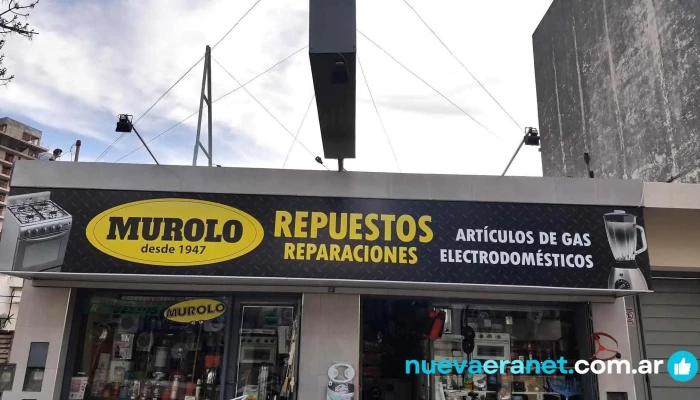 MUROLO
desde 1947
REPUESTOS
REPARACIONES
ARTÍCULOS DE GAS
ELECTRODOMÉSTICOS
MUROLO
nuevaeranet.com.ar